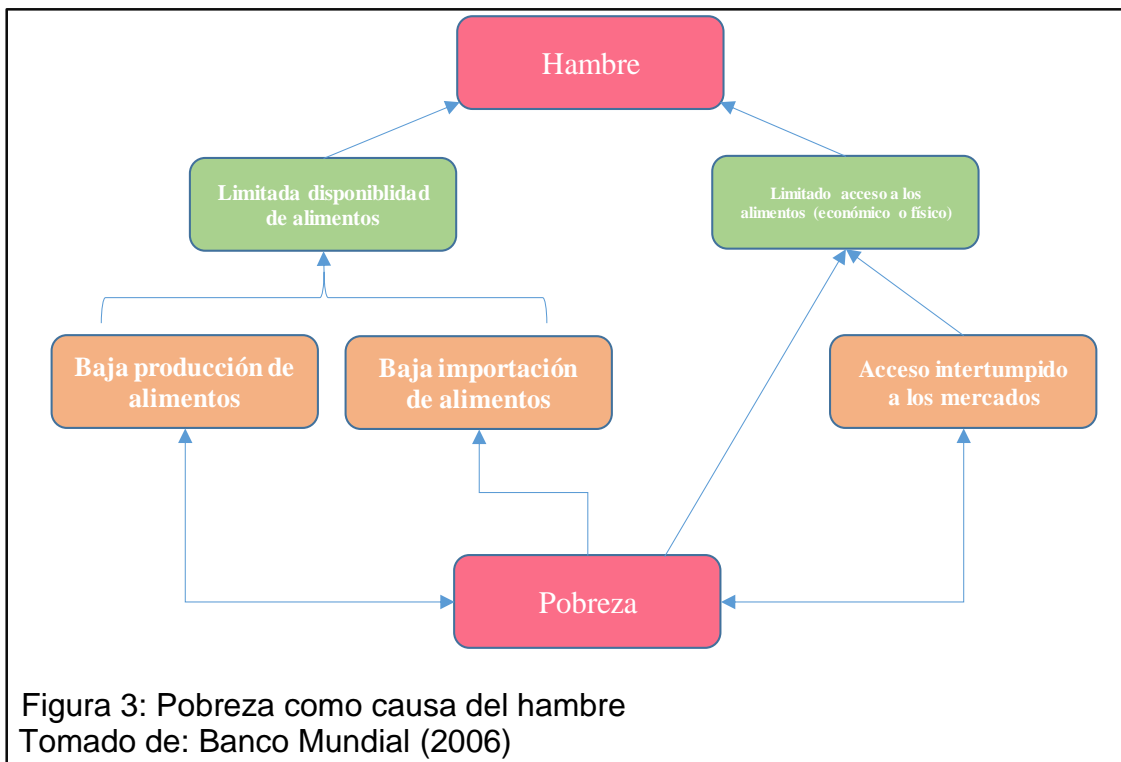 Hambre
Limitada disponiblidad
de alimentos
Limitado acceso a los
alimentos (económico o físico)
Baja producción de
alimentos
Baja importación
de alimentos
Acceso intertumpido
a los mercados
Pobreza
Figura 3: Pobreza como causa del hambre
Tomado de: Banco Mundial (2006)